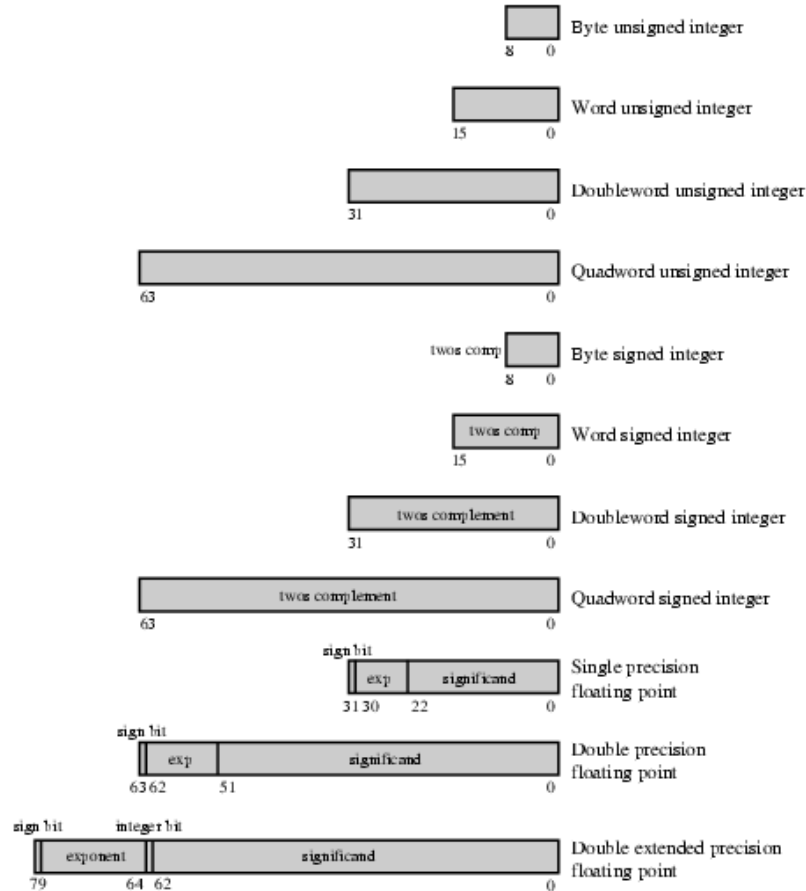 Byte unsigned integer
8 0
Word unsigned integer
15 0
Doubleword unsigned integer
31 0
Quadword unsigned integer
63 0
twos comp Byte signed integer
8 0
twos comp Word signed integer
15 0
twos complement Doubleword signed integer
31 0
twos complement Quadword signed integer
63 0
sign bit
exp significand Single precision
floating point
31 30 22 0
sign bit
exp significand Double precision
floating point
63 62 51 0
sign bit integer bit
exponent significand Double extended precision
floating point
79 64 62 0